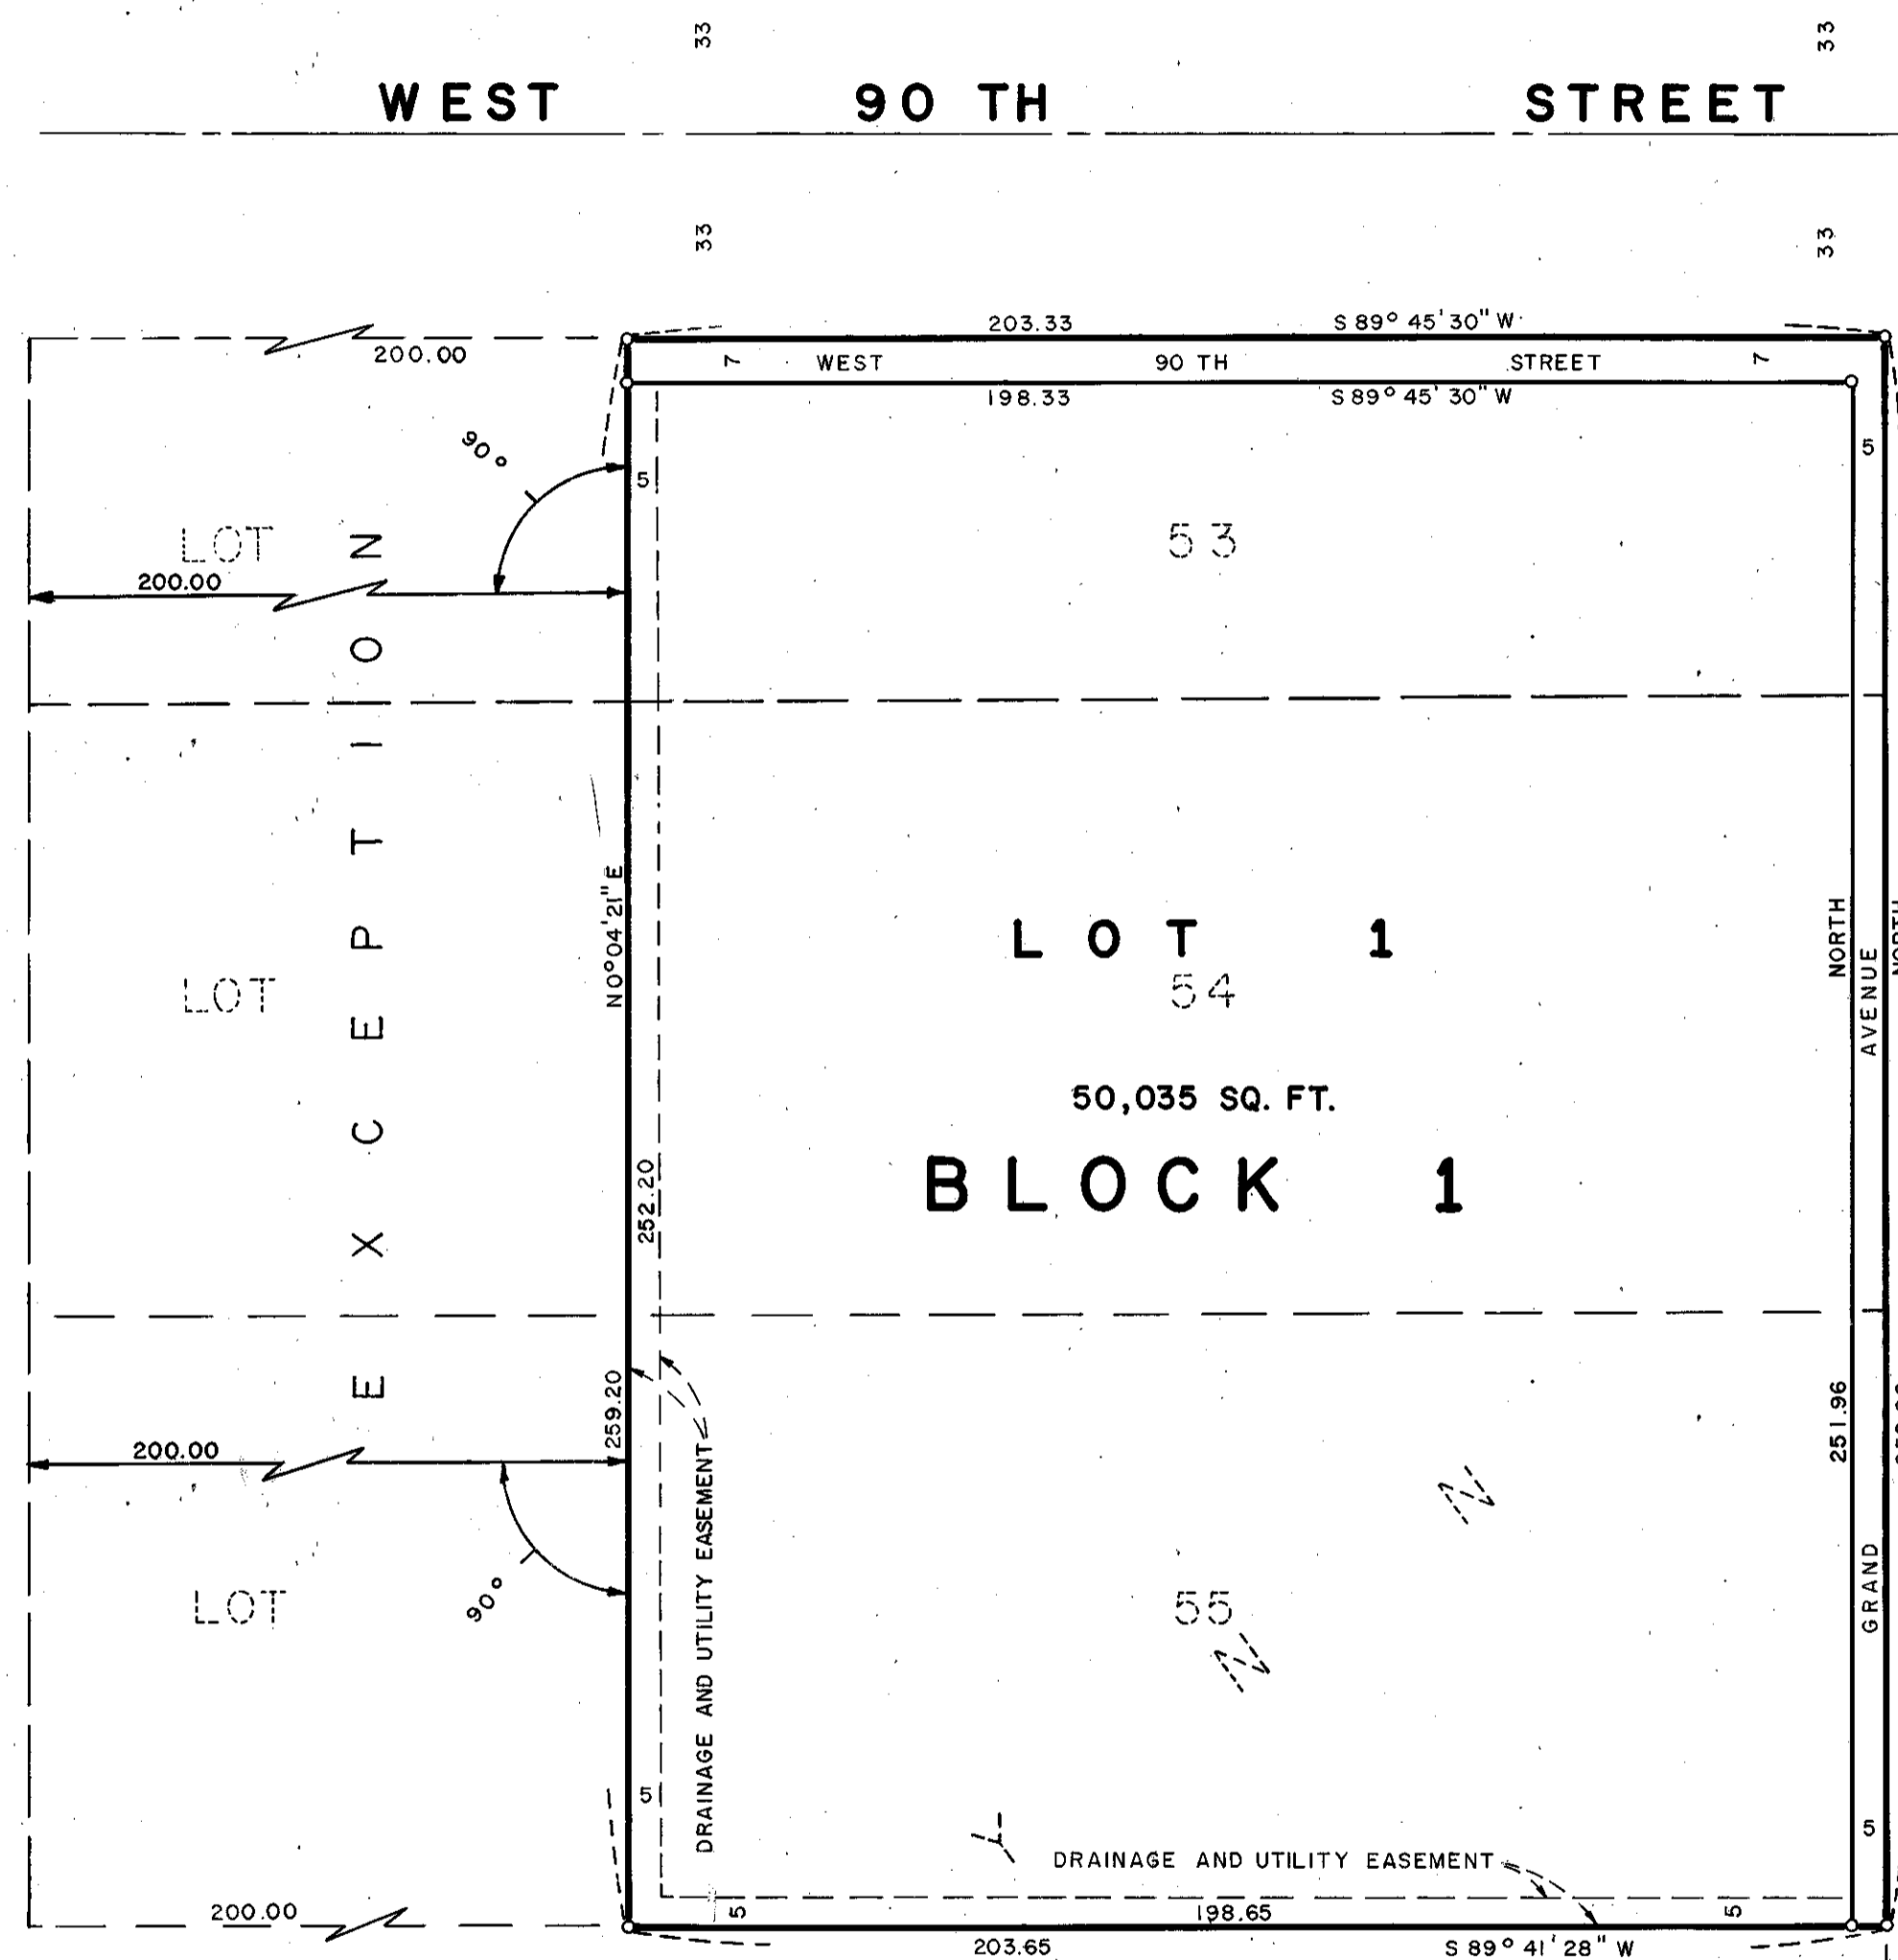 33
33
WEST 90 TH STREET
33
33
203.33 S 89° 45' 30" W
200.00
7 WEST 90 TH STREET 7
198.33 S 89° 45' 30" W
90°
5
5
LOT
53
200.00
EXCEPTION
N 0° 04' 21" E
LOT 1
NORTH
NORTH
AVENUE
LOT
54
50,035 SQ. FT.
252.20
BLOCK 1
259.20
251.96
200.00
DRAINAGE AND UTILITY EASEMENT
N
GRAND
90°
LOT
55
N
5
5
Y
DRAINAGE AND UTILITY EASEMENT
200.00
5
198.65
5
203.65
S 89° 41' 28" W